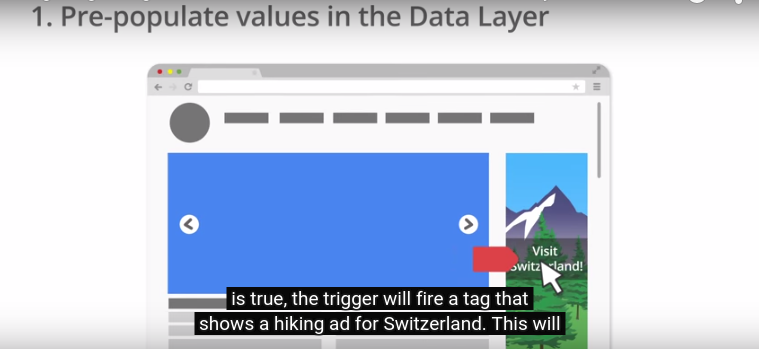 1. Pre-populate values in the Data Layer
Visit
Switzerland!
is true, the trigger will fire a tag that
shows a hiking ad for Switzerland. This will